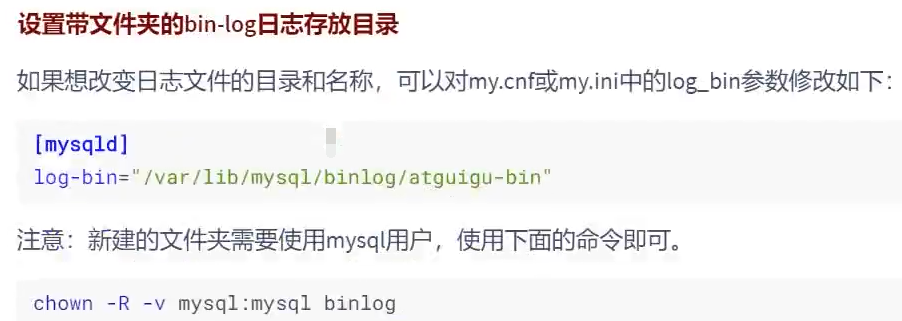 设置带文件夹的bin-log日志存放目录
如果想改变日志文件的目录和名称，可以对my.cnf或my.ini中的log_bin参数修改如下：
[mysqld]
log-bin="/var/lib/mysql/binlog/atguigu-bin"
注意：新建的文件夹需要使用mysql用户，使用下面的命令即可。
chown -R -v mysql:mysql binlog